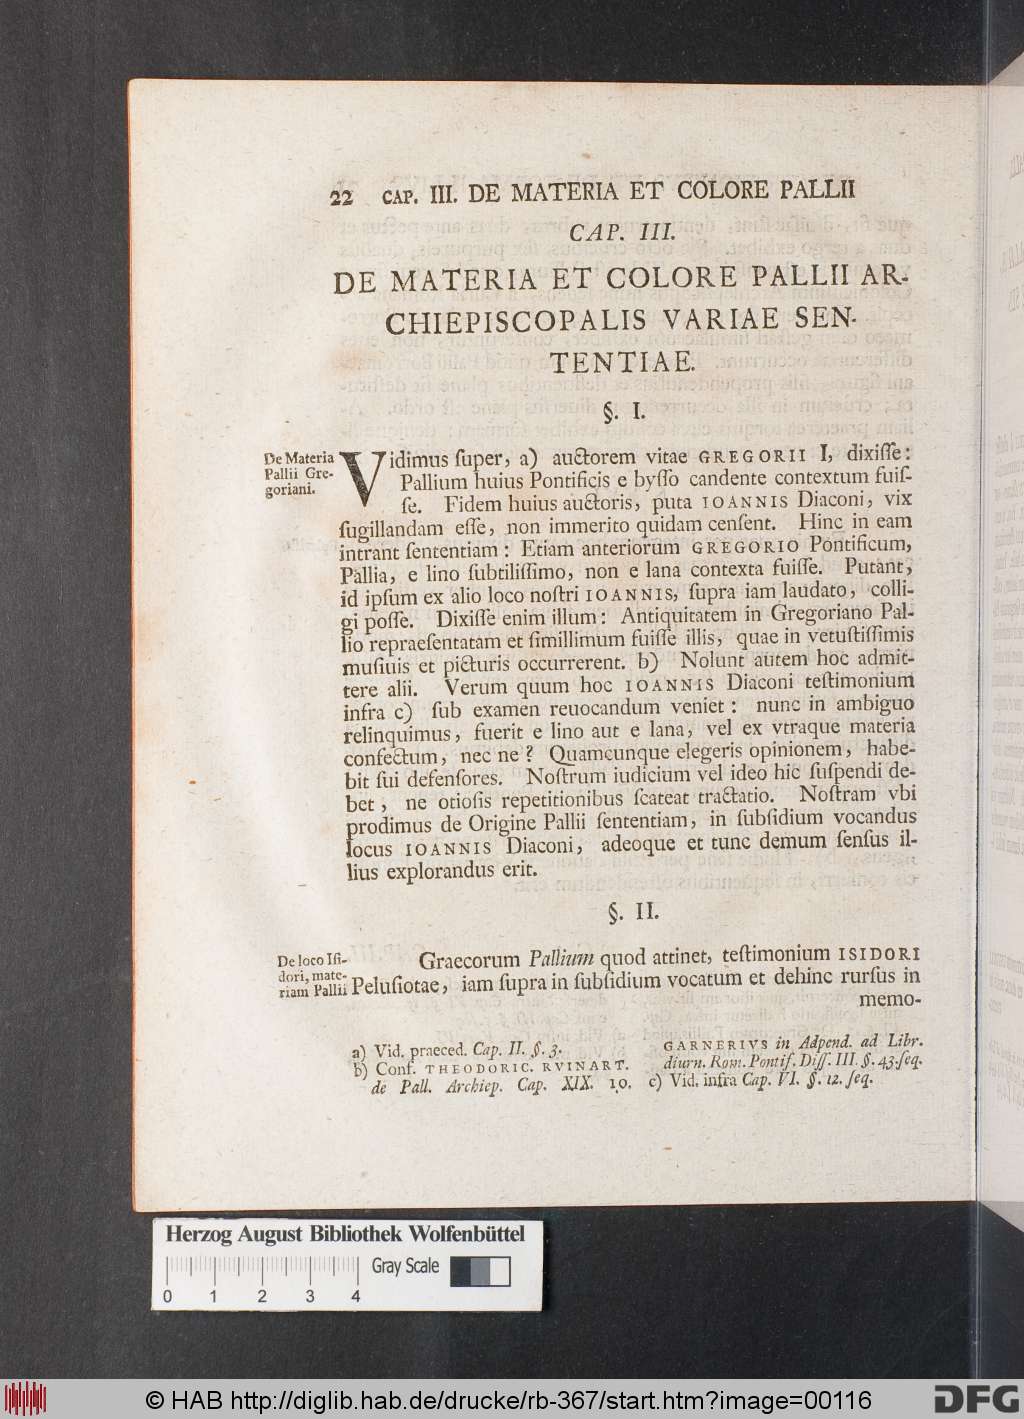 22 CAP. III. DE MATERIA ET COLORE PALLII
CAP. III.
DE MATERIA ET COLORE PALLII AR-
CHIEPISCOPALIS VARIAE SEN-
TENTIAE.
§. I.
De Materia
Pallii Gre-
goriani.
Vidimus ſuper, a) auctorem vitae GREGORII I, dixiſſe:
Pallium huius Pontificis e byſſo candente contextum fuiſ-
ſe. Fidem huius auctoris, puta IOANNIS Diaconi, vix
ſugillandam eſſe, non immerito quidam cenſent. Hinc in eam
intrant ſententiam: Etiam anteriorum GREGORIO Pontificum,
Pallia, e lino ſubtiliſſimo, non e lana contexta fuiſſe. Putant,
id ipſum ex alio loco noſtri IOANNIS, ſupra iam laudato, colli-
gi poſſe. Dixiſſe enim illum: Antiquitatem in Gregoriano Pal-
lio repraeſentatam et ſimillimum fuiſſe illis, quae in vetuſtiſſimis
muſiuis et picturis occurrerent. b) Nolunt autem hoc admit-
tere alii. Verum quum hoc IOANNIS Diaconi teſtimonium
infra c) ſub examen reuocandum veniet: nunc in ambiguo
relinquimus, fuerit e lino aut e lana, vel ex vtraque materia
confectum, nec ne? Quamcunque elegeris opinionem, habe-
bit ſui defenſores. Noſtrum iudicium vel ideo hic ſuſpendi de-
bet, ne otioſis repetitionibus ſcateat tractatio. Noſtram vbi
prodimus de Origine Pallii ſententiam, in ſubſidium vocandus
locus IOANNIS Diaconi, adeoque et tunc demum ſenſus il-
lius explorandus erit.
§. II.
De loco Iſi-
dori, mate-
riam Pallii
Graecorum Pallium quod attinet, teſtimonium ISIDORI
Peluſiotae, iam ſupra in ſubſidium vocatum et dehinc rurſus in
memo-
a) Vid. praeced. Cap. II. §. 3.
b) Conf. THEODORIC. RVINART.
de Pall. Archiep. Cap. XIX. 10.
GARNERIVS in Adpend. ad Libr.
diurn. Rom. Pontif. Diſſ. III. §. 43. ſeq.
c) Vid. infra Cap. VI. §. 12. ſeq.
Herzog August Bibliothek Wolfenbüttel
Gray Scale
0 1 2 3 4
© HAB http://diglib.hab.de/drucke/rb-367/start.htm?image=00116
DFG